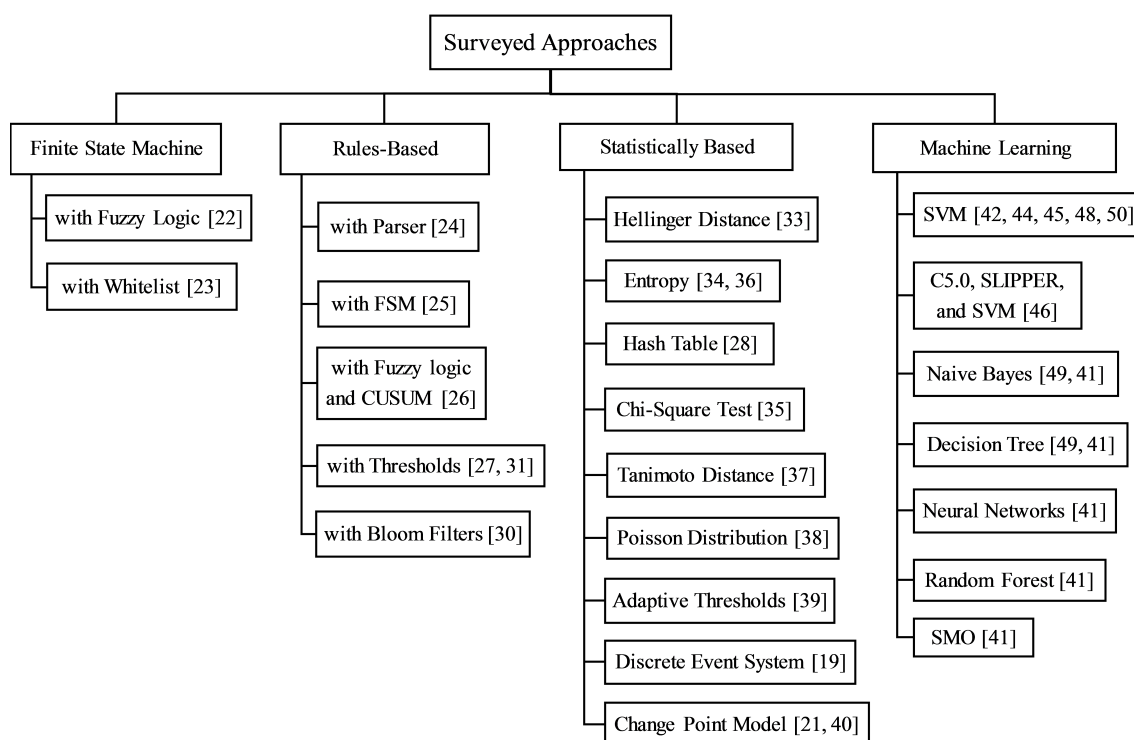 Surveyed Approaches
Finite State Machine
with Fuzzy Logic [22]
with Whitelist [23]
Rules-Based
with Parser [24]
with FSM [25]
with Fuzzy logic
and CUSUM [26]
with Thresholds [27, 31]
with Bloom Filters [30]
Statistically Based
Hellinger Distance [33]
Entropy [34, 36]
Hash Table [28]
Chi-Square Test [35]
Tanimoto Distance [37]
Poisson Distribution [38]
Adaptive Thresholds [39]
Discrete Event System [19]
Change Point Model [21, 40]
Machine Learning
SVM [42, 44, 45, 48, 50]
C5.0, SLIPPER,
and SVM [46]
Naive Bayes [49, 41]
Decision Tree [49, 41]
Neural Networks [41]
Random Forest [41]
SMO [41]